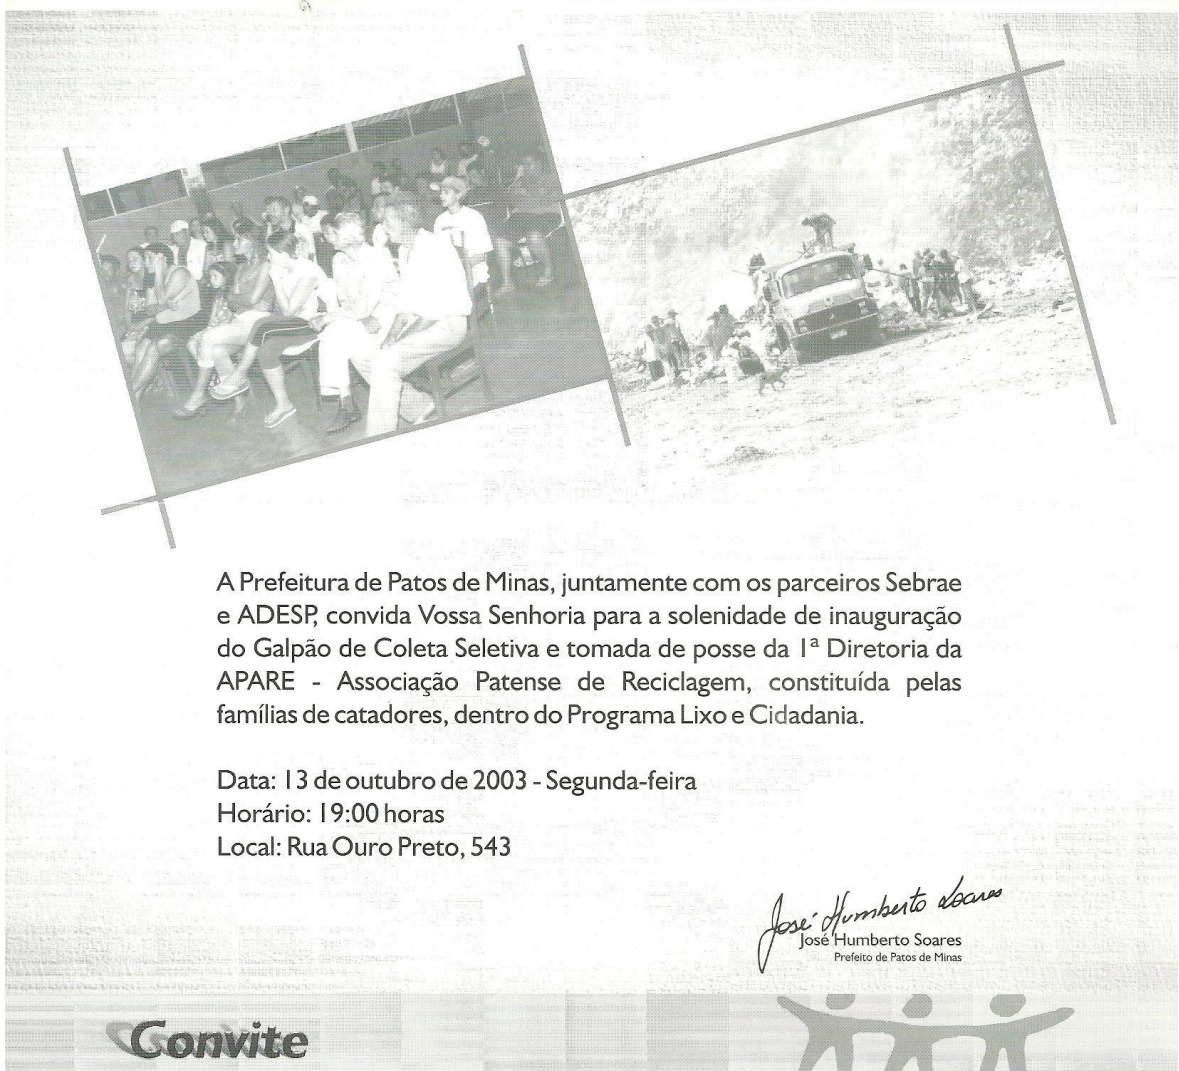 A Prefeitura de Patos de Minas, juntamente com os parceiros Sebrae
e ADESP, convida Vossa Senhoria para a solenidade de inauguração
do Galpão de Coleta Seletiva e tomada de posse da 1ª Diretoria da
APARE - Associação Patense de Reciclagem, constituída pelas
famílias de catadores, dentro do Programa Lixo e Cidadania.
Data: 13 de outubro de 2003 - Segunda-feira
Horário: 19:00 horas
Local: Rua Ouro Preto, 543
José Humberto Soares
José Humberto Soares
Prefeito de Patos de Minas
Convite